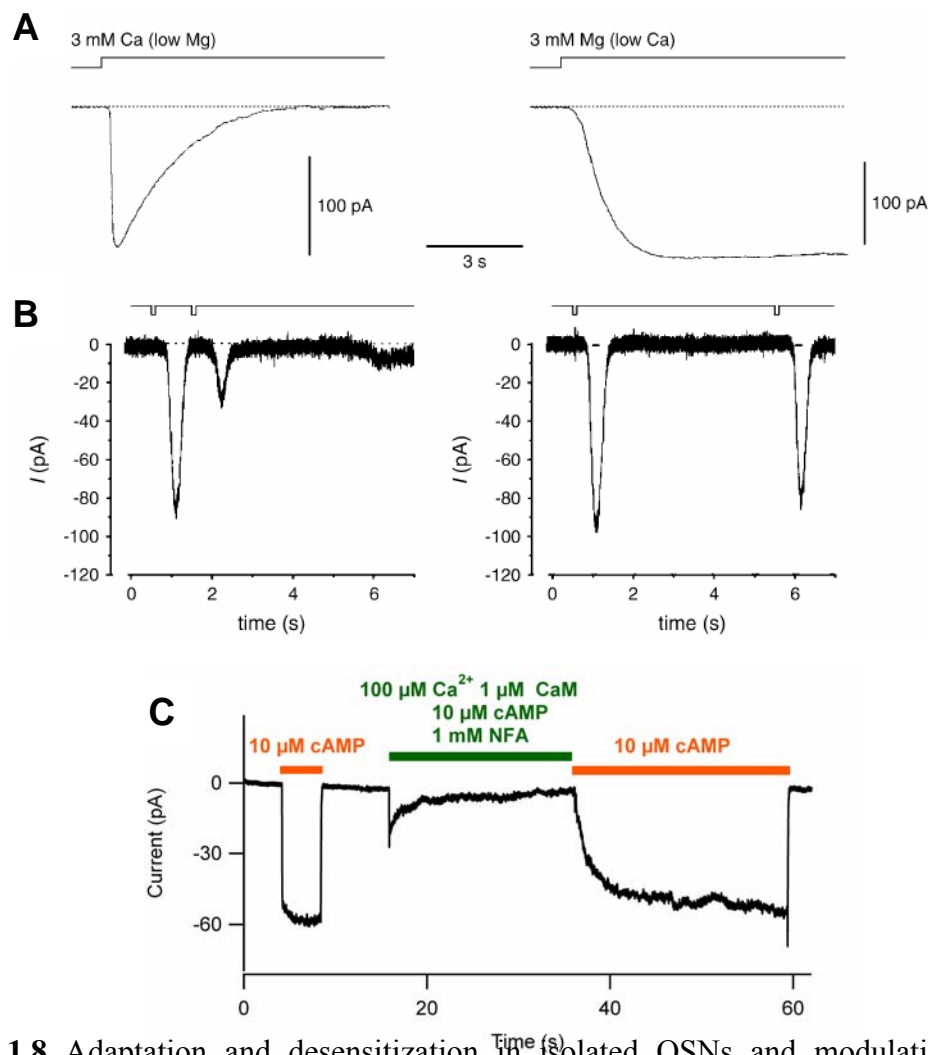 A
3 mM Ca (low Mg)
3 mM Mg (low Ca)
100 pA
100 pA
3 s
B
0
-20
-40
-60
-80
-100
-120
I (pA)
0 2 4 6
time (s)
0
-20
-40
-60
-80
-100
-120
I (pA)
0 2 4 6
time (s)
C
100 µM Ca2+ 1 µM CaM
10 µM cAMP
1 mM NFA
10 µM cAMP
10 µM cAMP
0
-30
-60
Current (pA)
0 20 40 60
Time (s)
1.8 Adaptation and desensitization in isolated OSNs and modulati